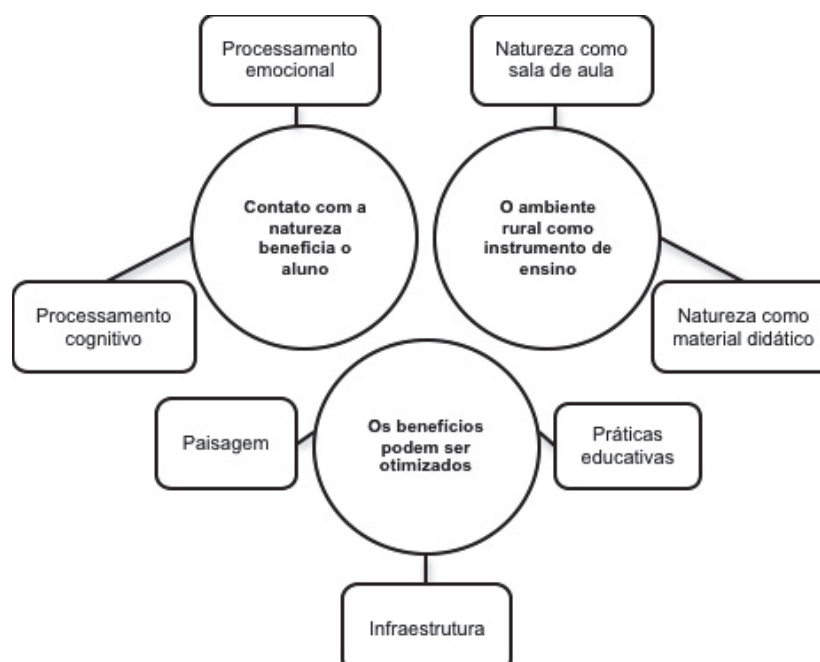 Processamento
emocional
Natureza como
sala de aula
Contato com a
natureza
beneficia o
aluno
O ambiente
rural como
instrumento de
ensino
Processamento
cognitivo
Natureza como
material didático
Paisagem
Os benefícios
podem ser
otimizados
Práticas
educativas
Infraestrutura